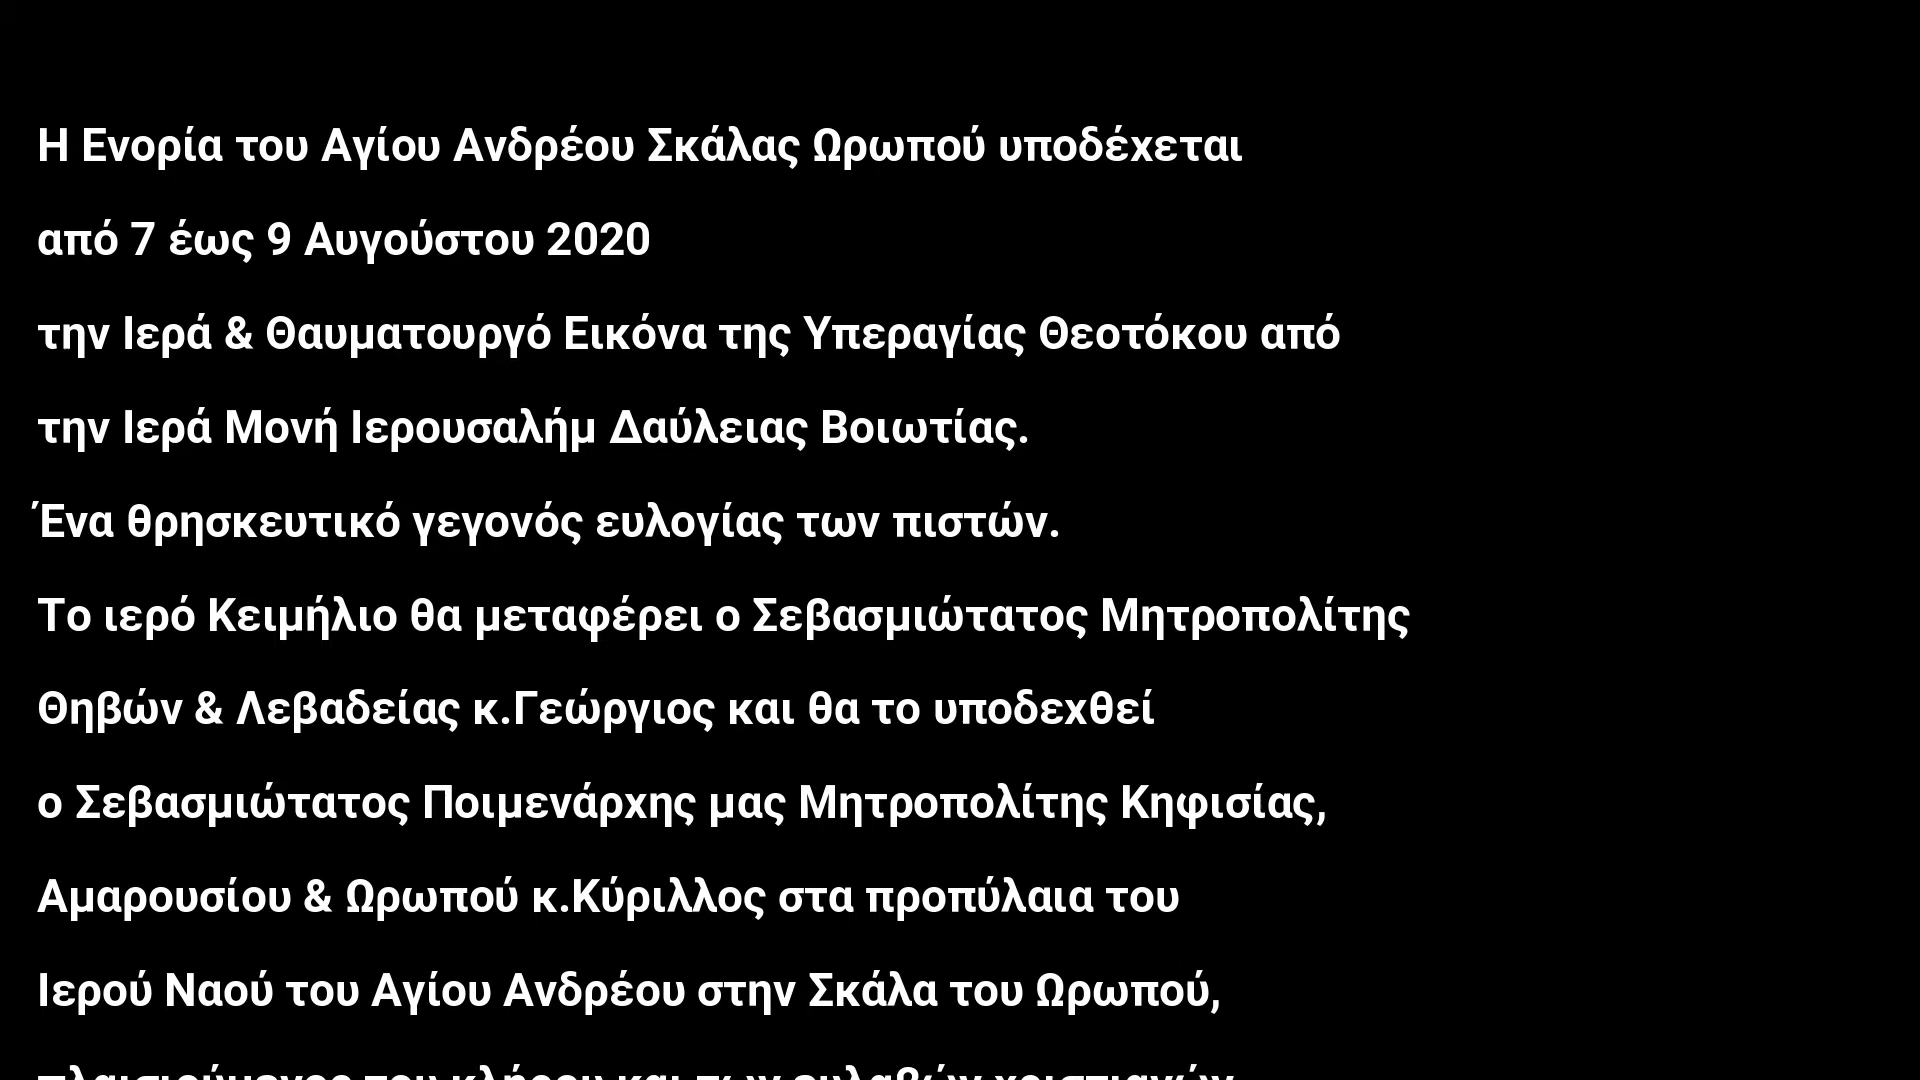 Η Ενορία του Αγίου Ανδρέου Σκάλας Ωρωπού υποδέχεται
από 7 έως 9 Αυγούστου 2020
την Ιερά & Θαυματουργό Εικόνα της Υπεραγίας Θεοτόκου από
την Ιερά Μονή Ιερουσαλήμ Δαύλειας Βοιωτίας.
Ένα θρησκευτικό γεγονός ευλογίας των πιστών.
Το ιερό Κειμήλιο θα μεταφέρει ο Σεβασμιώτατος Μητροπολίτης
Θηβών & Λεβαδείας κ.Γεώργιος και θα το υποδεχθεί
ο Σεβασμιώτατος Ποιμενάρχης μας Μητροπολίτης Κηφισίας,
Αμαρουσίου & Ωρωπού κ.Κύριλλος στα προπύλαια του
Ιερού Ναού του Αγίου Ανδρέου στην Σκάλα του Ωρωπού,